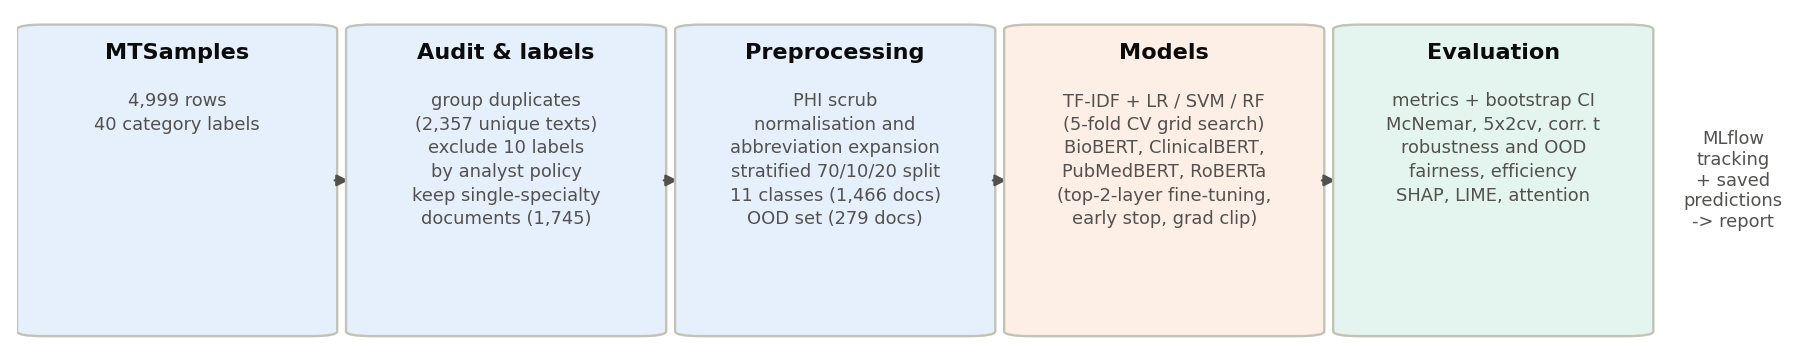 MTSamples
4,999 rows
40 category labels
Audit & labels
group duplicates
(2,357 unique texts)
exclude 10 labels
by analyst policy
keep single-specialty
documents (1,745)
Preprocessing
PHI scrub
normalisation and
abbreviation expansion
stratified 70/10/20 split
11 classes (1,466 docs)
OOD set (279 docs)
Models
TF-IDF + LR / SVM / RF
(5-fold CV grid search)
BioBERT, ClinicalBERT,
PubMedBERT, RoBERTa
(top-2-layer fine-tuning,
early stop, grad clip)
Evaluation
metrics + bootstrap CI
McNemar, 5x2cv, corr. t
robustness and OOD
fairness, efficiency
SHAP, LIME, attention
MLflow
tracking
+ saved
predictions
-> report